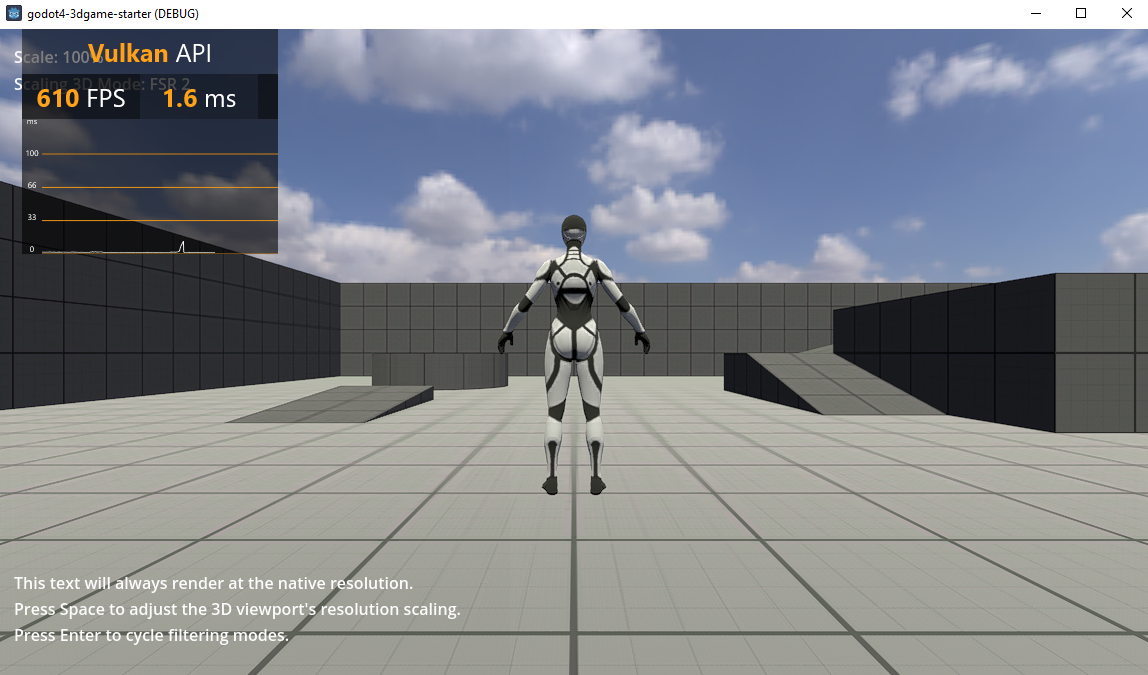 godot4-3dgame-starter (DEBUG)
Scale: 100%
Vulkan API
Scaling 3D Mode: FSR 2
610 FPS 1.6 ms
ms
100
66
33
0
This text will always render at the native resolution.
Press Space to adjust the 3D viewport's resolution scaling.
Press Enter to cycle filtering modes.